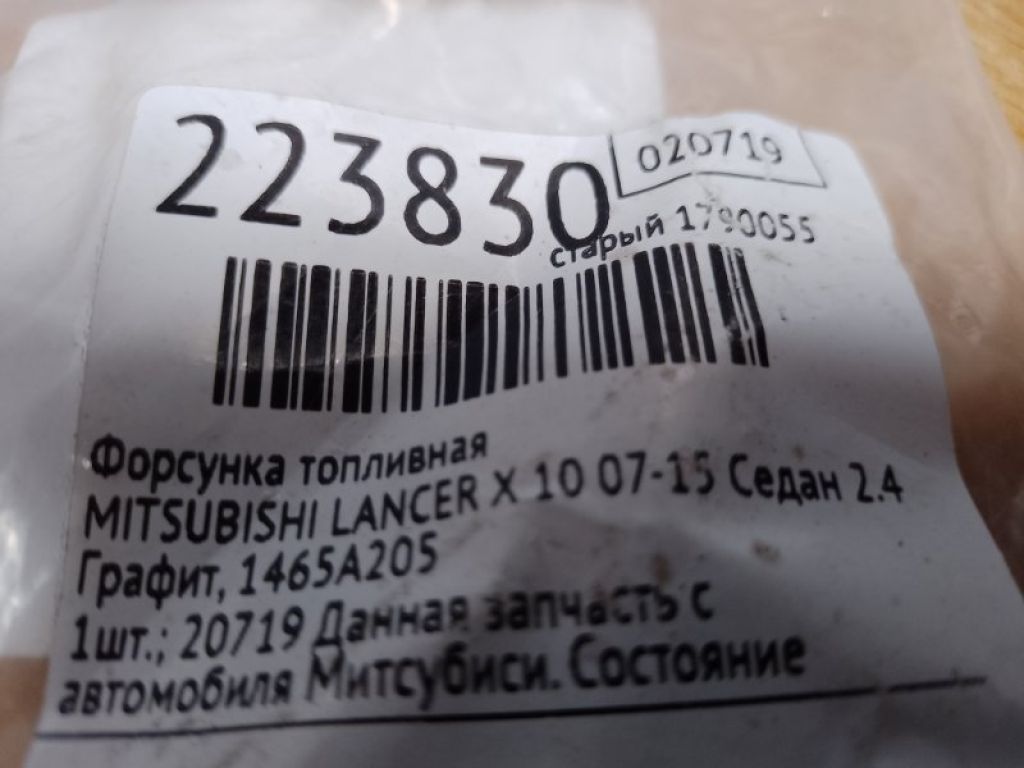 223830
020719
старый 1790055
Форсунка топливная
MITSUBISHI LANCER X 10 07-15 Седан 2.4
Графит, 1465A205
1шт.; 20719 Данная запчасть с
автомобиля Митсубиси. Состояние